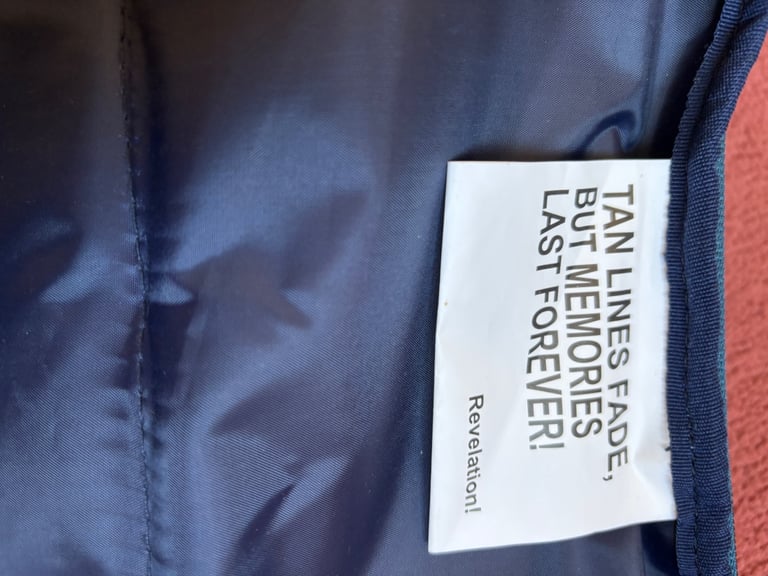 TAN LINES FADE,
BUT MEMORIES
LAST FOREVER!
Revelation!